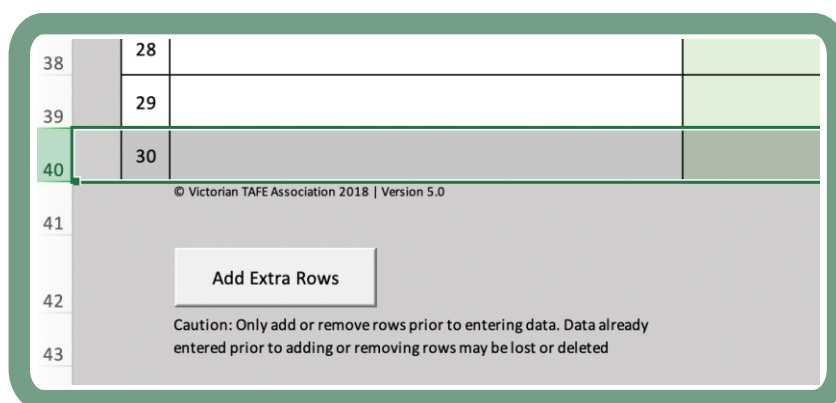 38 28
39 29
40 30
© Victorian TAFE Association 2018 | Version 5.0
41
Add Extra Rows
42
Caution: Only add or remove rows prior to entering data. Data already
43 entered prior to adding or removing rows may be lost or deleted